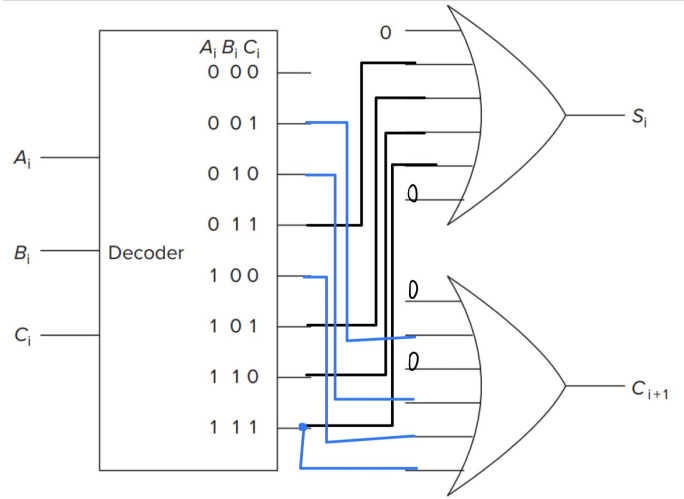 0
A_i B_i C_i
0 0 0
0 0 1
S_i
A_i
0 1 0
0
0 1 1
B_i
Decoder
1 0 0
0
C_i
1 0 1
0
1 1 0
C_{i+1}
1 1 1